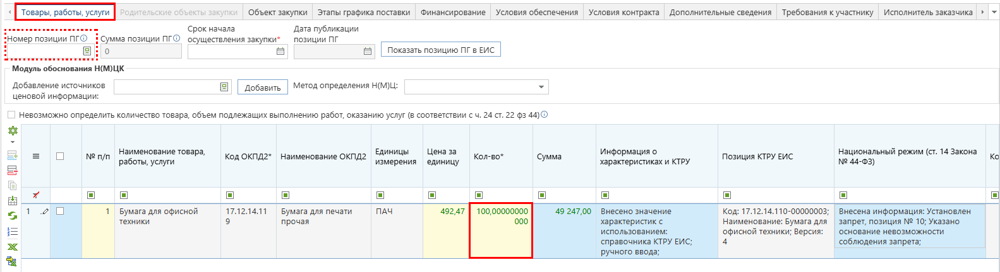 Товары, работы, услуги
Родительские объекты закупки
Объект закупки
Этапы графика поставки
Финансирование
Условия обеспечения
Условия контракта
Дополнительные сведения
Требования к участнику
Исполнитель заказчика
Номер позиции ПГ
Сумма позиции ПГ
0
Срок начала
осуществления закупки*
Дата публикации
позиции ПГ
Показать позицию ПГ в ЕИС
Модуль обоснования Н(М)ЦК
Добавление источников
ценовой информации:
Добавить
Метод определения Н(М)Ц:
Невозможно определить количество товара, объем подлежащих выполнению работ, оказанию услуг (в соответствии с ч. 24 ст. 22 фз 44)
№ п/п
Наименование товара,
работы, услуги
Код ОКПД2*
Наименование ОКПД2
Единицы
измерения
Цена за
единицу
Кол-во*
Сумма
Информация о
характеристиках и КТРУ
Позиция КТРУ ЕИС
Национальный режим (ст. 14 Закона
№ 44-ФЗ)
Ко
1
1
Бумага для офисной
техники
17.12.14.11
9
Бумага для печати
прочая
ПАЧ
492,47
100,00000000
000
49 247,00
Внесено значение
характеристик с
использованием:
справочника КТРУ ЕИС;
ручного ввода;
Код: 17.12.14.110-00000003;
Наименование: Бумага для
офисной техники; Версия:
4
Внесена информация: Установлен
запрет, позиция № 10; Указано
основание невозможности
соблюдения запрета;